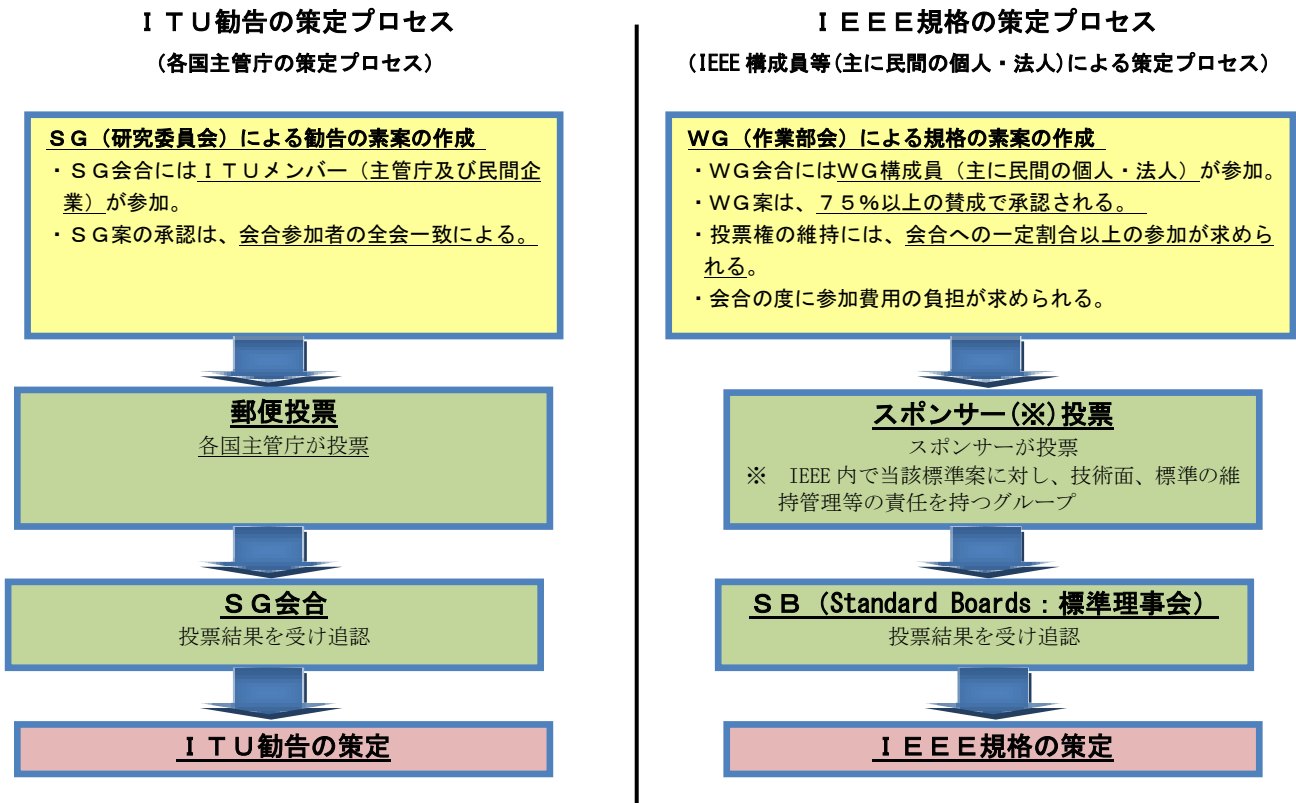 ＩＴＵ勧告の策定プロセス
（各国主管庁の策定プロセス）
ＳＧ（研究委員会）による勧告の素案の作成
・ＳＧ会合にはＩＴＵメンバー（主管庁及び民間企
業）が参加。
・ＳＧ案の承認は、会合参加者の全会一致による。
郵便投票
各国主管庁が投票
ＳＧ会合
投票結果を受け追認
ＩＴＵ勧告の策定
ＩＥＥＥ規格の策定プロセス
（IEEE 構成員等（主に民間の個人・法人）による策定プロセス）
ＷＧ（作業部会）による規格の素案の作成
・ＷＧ会合にはＷＧ構成員（主に民間の個人・法人）が参加。
・ＷＧ案は、７５％以上の賛成で承認される。
・投票権の維持には、会合への一定割合以上の参加が求めら
れる。
・会合の度に参加費用の負担が求められる。
スポンサー（※）投票
スポンサーが投票
※　IEEE 内で当該標準案に対し、技術面、標準の維
持管理等の責任を持つグループ
ＳＢ（Standard Boards：標準理事会）
投票結果を受け追認
ＩＥＥＥ規格の策定